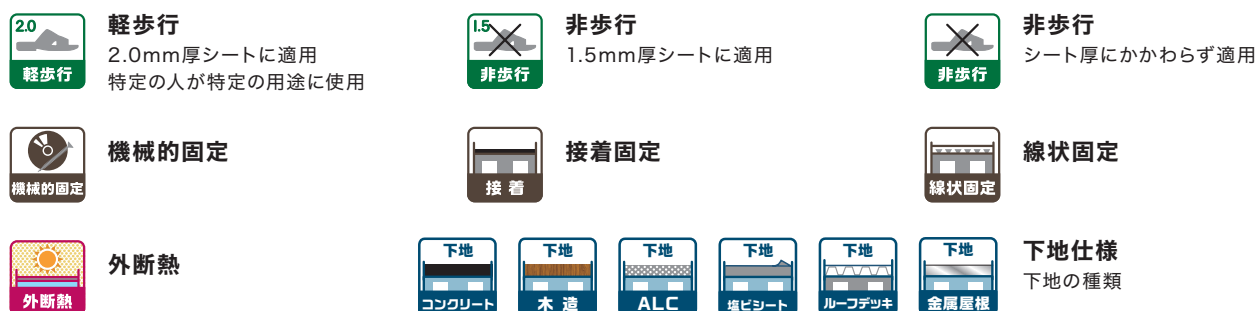 2.0
軽歩行
軽歩行
2.0mm厚シートに適用
特定の人が特定の用途に使用
1.5
非歩行
非歩行
1.5mm厚シートに適用
非歩行
非歩行
シート厚にかかわらず適用
機械的固定
機械的固定
接着
接着固定
線状固定
線状固定
外断熱
外断熱
下地
コンクリート
下地
木造
下地
ALC
下地
塩ビシート
下地
ルーフデッキ
下地
金属屋根
下地仕様
下地の種類